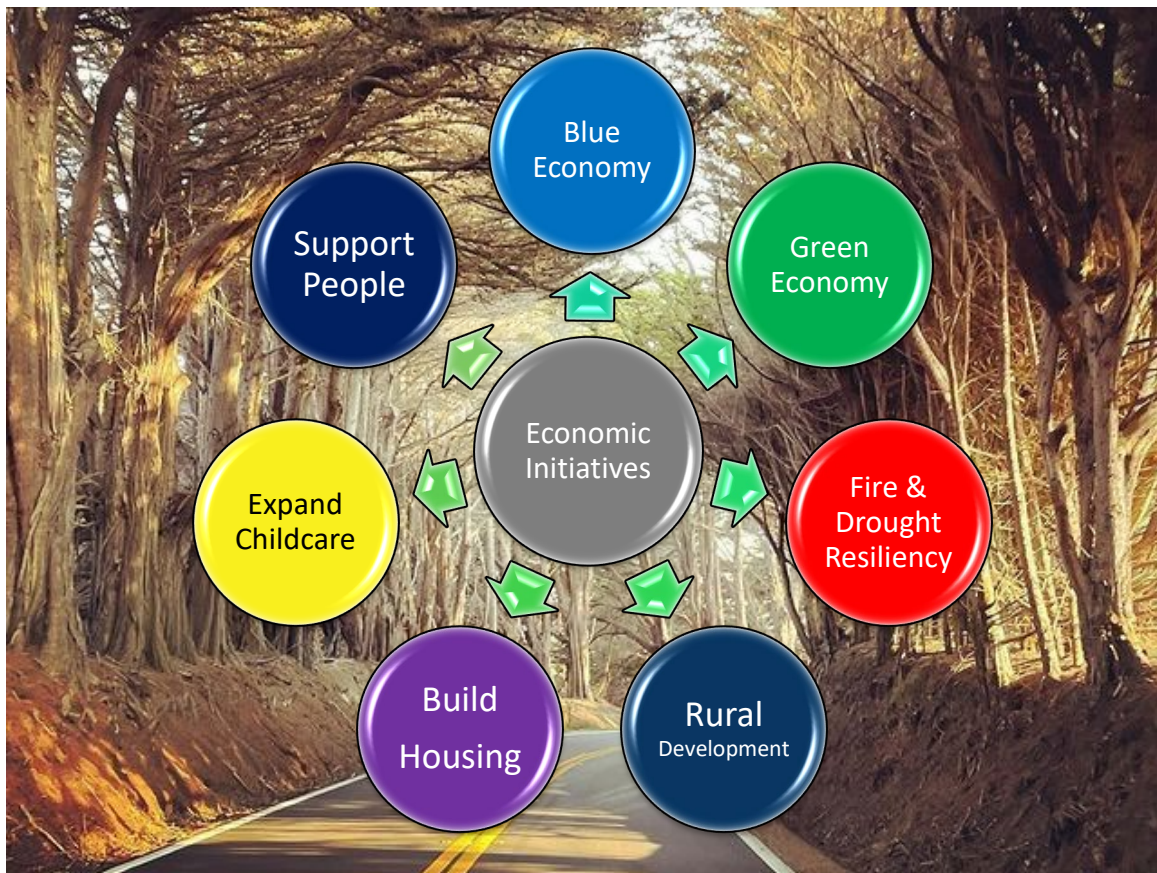 Blue
Economy
Green
Economy
Fire &
Drought
Resiliency
Rural
Development
Build
Housing
Expand
Childcare
Support
People
Economic
Initiatives